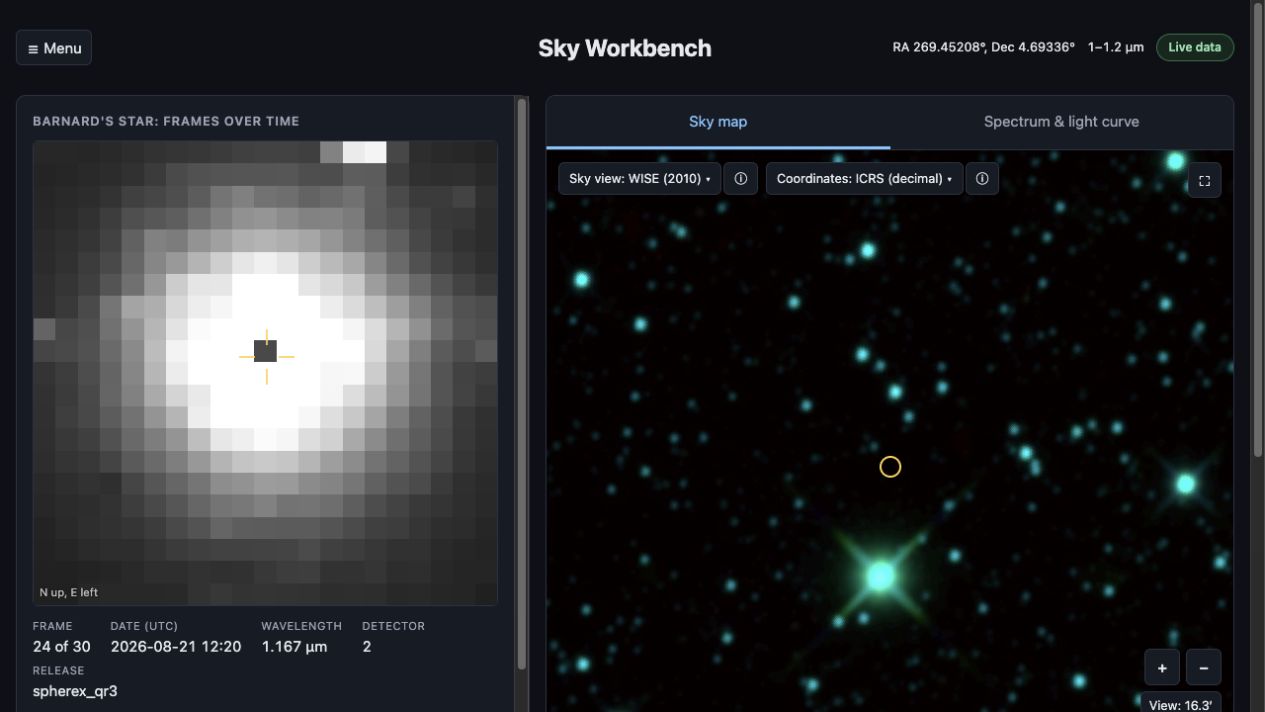 ≡ Menu
Sky Workbench
RA 269.45208°, Dec 4.69336° 1–1.2 μm Live data
BARNARD'S STAR: FRAMES OVER TIME
N up, E left
FRAME DATE (UTC) WAVELENGTH DETECTOR
24 of 30 2026-08-21 12:20 1.167 μm 2
RELEASE
spherex_qr3
Sky map Spectrum & light curve
Sky view: WISE (2010) ▾ ⓘ Coordinates: ICRS (decimal) ▾ ⓘ
+ −
View: 16.3′